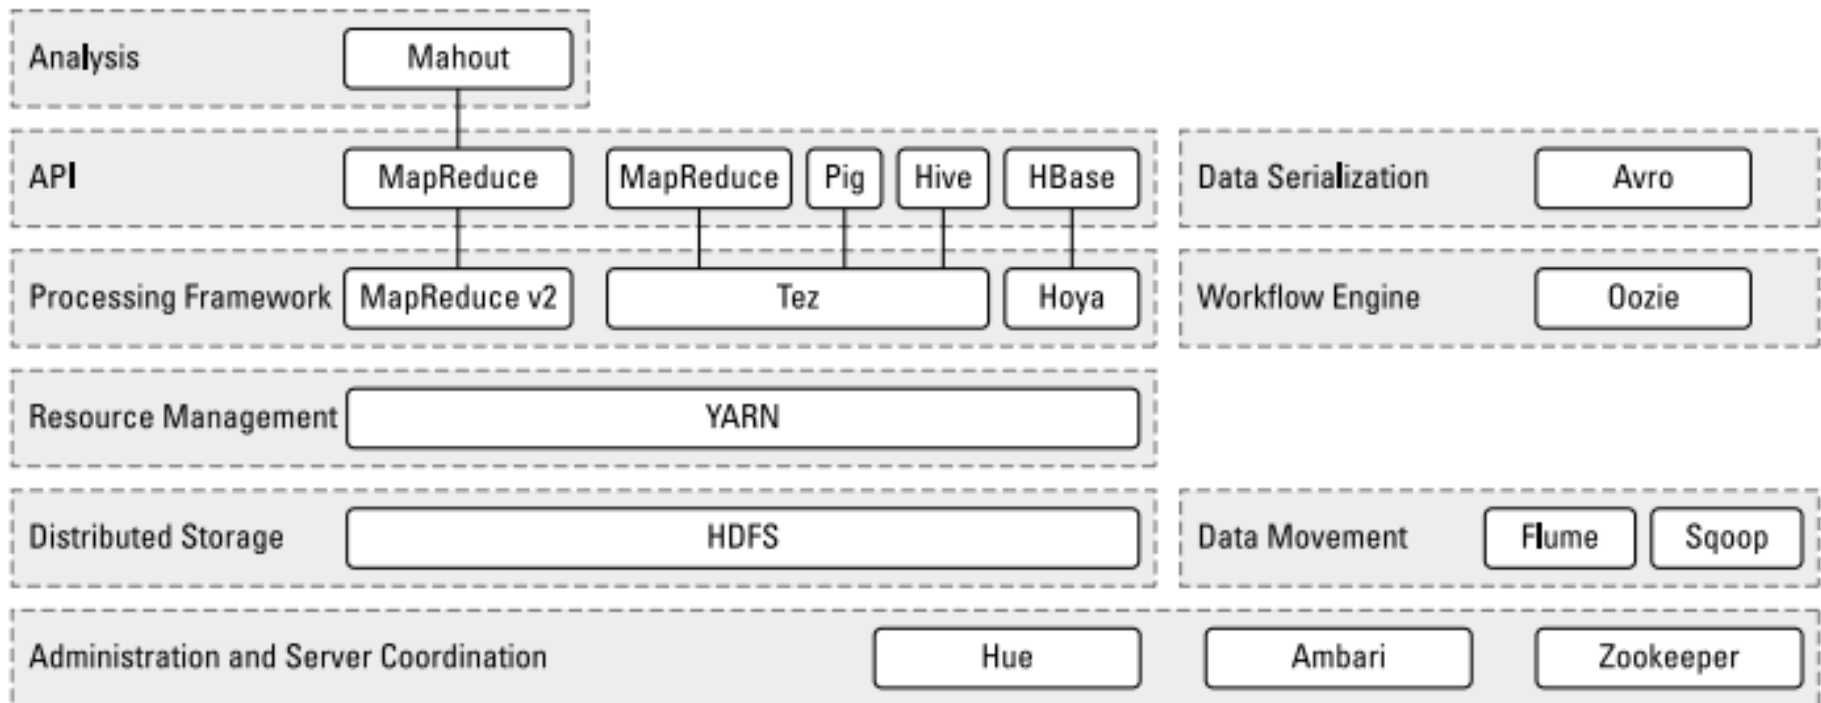 Analysis Mahout
API MapReduce MapReduce Pig Hive HBase Data Serialization Avro
Processing Framework MapReduce v2 Tez Hoya Workflow Engine Oozie
Resource Management YARN
Distributed Storage HDFS Data Movement Flume Sqoop
Administration and Server Coordination Hue Ambari Zookeeper